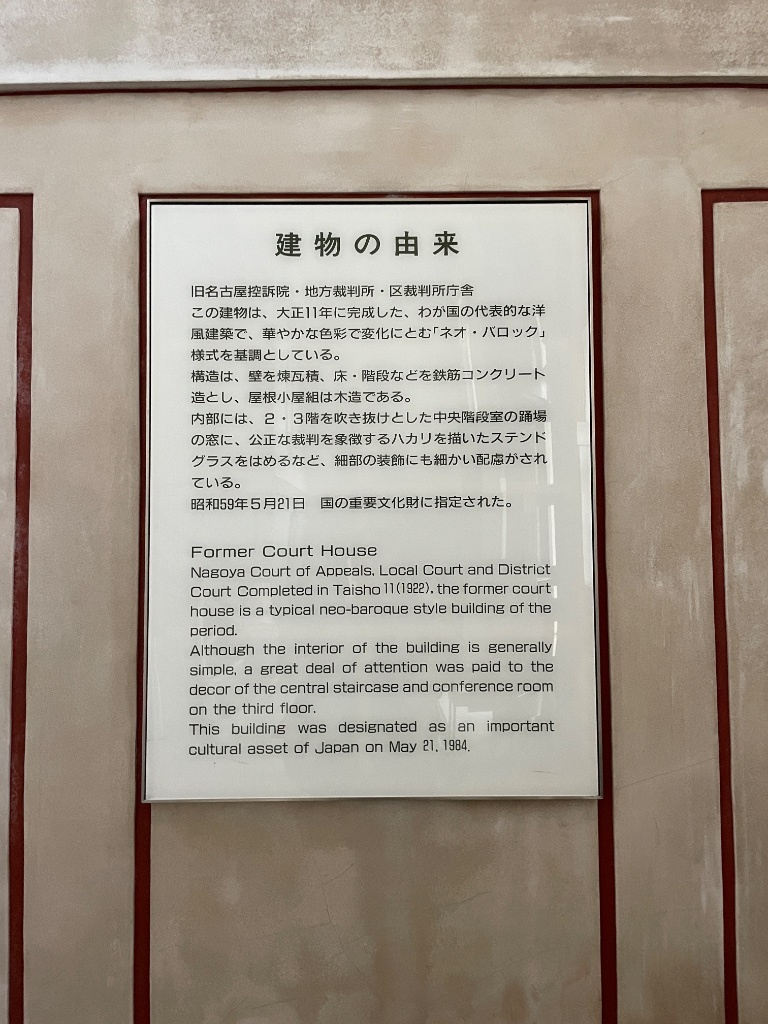 建物の由来
旧名古屋控訴院・地方裁判所・区裁判所庁舎
この建物は、大正11年に完成した、わが国の代表的な洋
風建築で、華やかな色彩で変化にとむ「ネオ・バロック」
様式を基調としている。
構造は、壁を煉瓦積、床・階段などを鉄筋コンクリート
造とし、屋根小屋組は木造である。
内部には、2・3階を吹き抜けとした中央階段室の踊場
の窓に、公正な裁判を象徴するハカリを描いたステンド
グラスをはめるなど、細部の装飾にも細かい配慮がされ
ている。
昭和59年5月21日　国の重要文化財に指定された。
Former Court House
Nagoya Court of Appeals, Local Court and District
Court Completed in Taisho 11(1922), the former court
house is a typical neo-baroque style building of the
period.
Although the interior of the building is generally
simple, a great deal of attention was paid to the
decor of the central staircase and conference room
on the third floor.
This building was designated as an important
cultural asset of Japan on May 21, 1984.